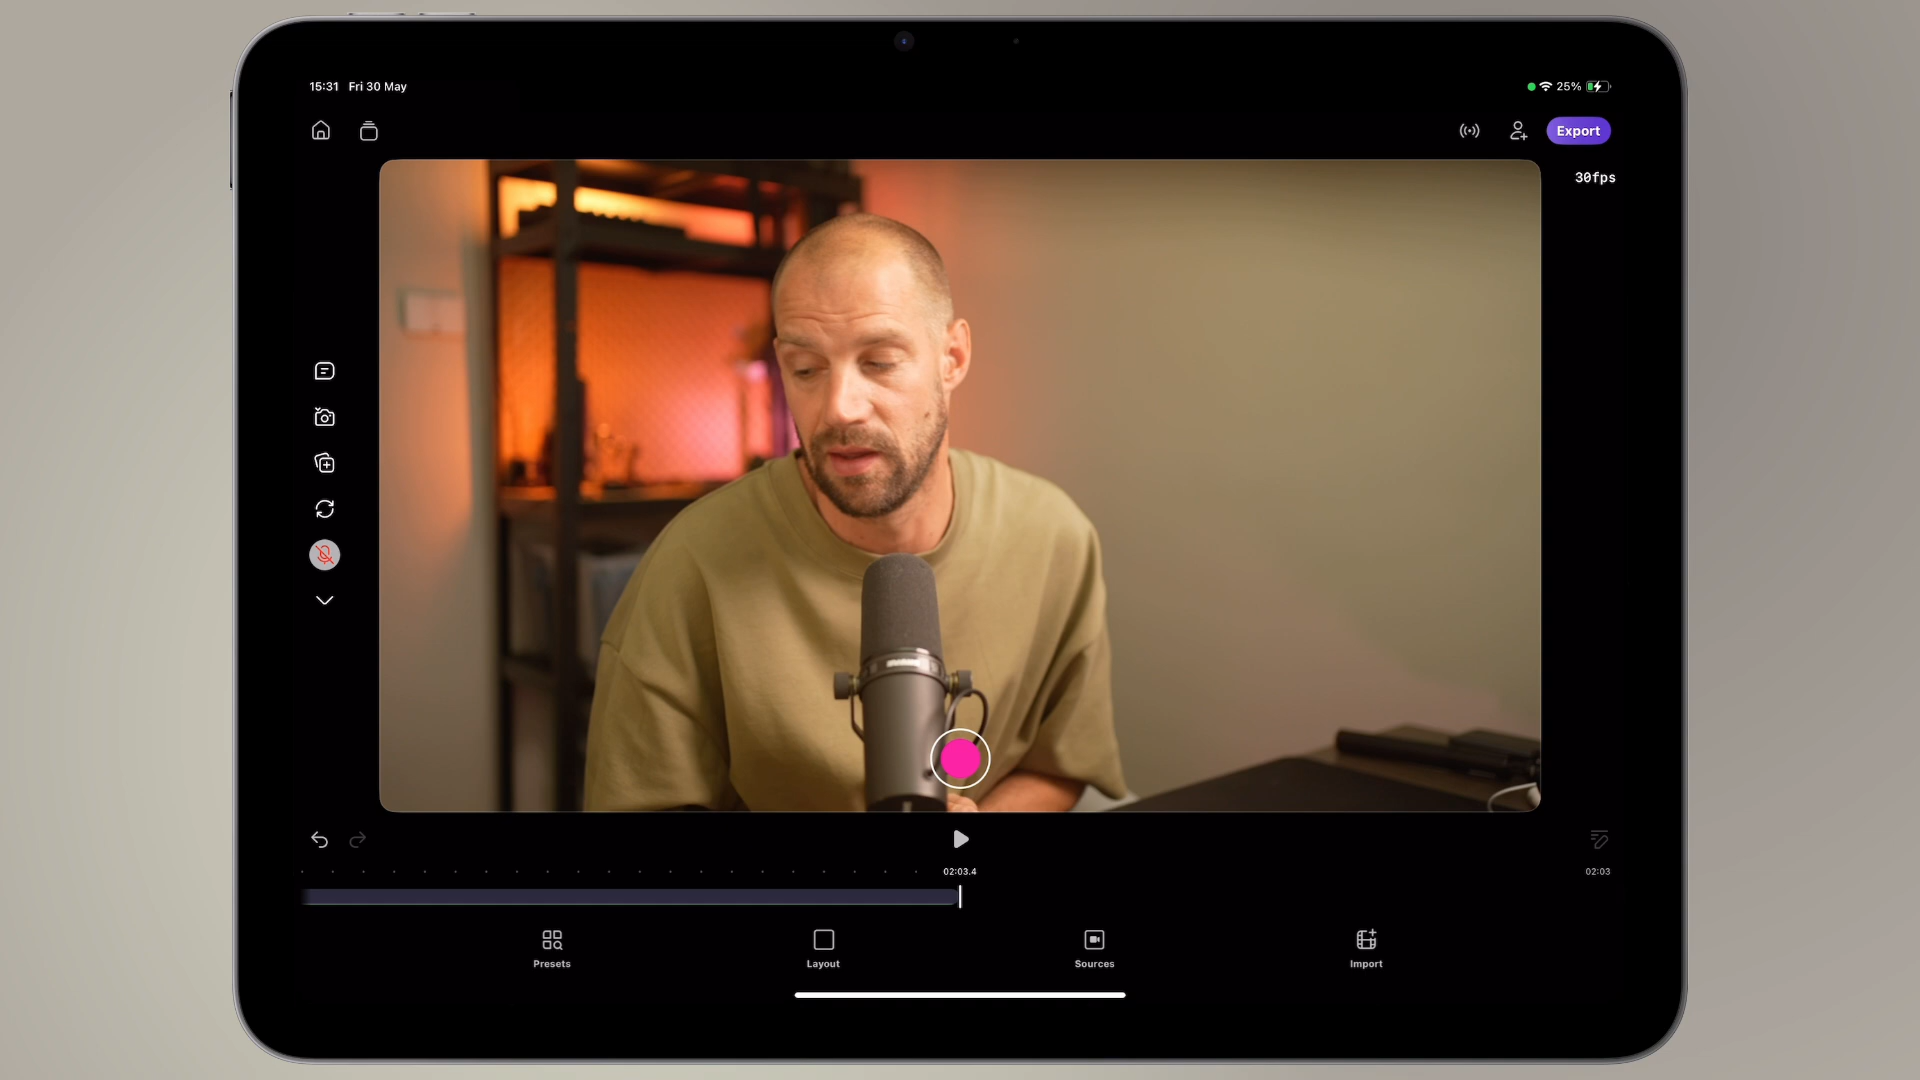 15:31 Fri 30 May
25%
Export
30fps
02:03.4
02:03
Presets
Layout
Sources
Import